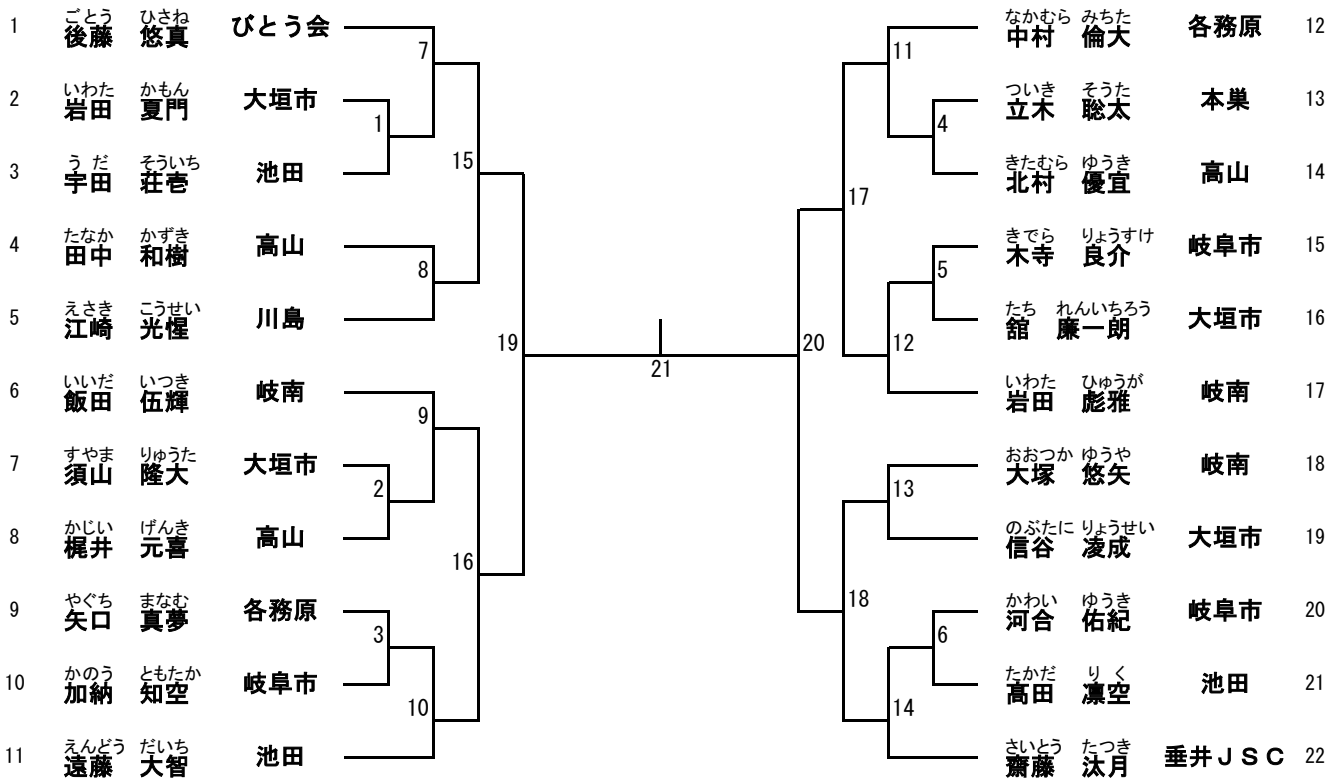 ごとう ひさね
1 後藤 悠真 びとう会
いわた かもん
2 岩田 夏門 大垣市
うだ そういち
3 宇田 荘壱 池田
たなか かずき
4 田中 和樹 高山
えさき こうせい
5 江崎 光惺 川島
いいだ いつき
6 飯田 伍輝 岐南
すやま りゅうた
7 須山 隆大 大垣市
かじい げんき
8 梶井 元喜 高山
やぐち まなむ
9 矢口 真夢 各務原
かのう ともたか
10 加納 知空 岐阜市
えんどう だいち
11 遠藤 大智 池田
7
1
15
8
19
9
2
16
3
10
21
11
4
17
5
20
12
13
18
6
14
なかむら みちた
中村 倫大 各務原 12
ついき そうた
立木 聡太 本巣 13
きたむら ゆうき
北村 優宜 高山 14
きでら りょうすけ
木寺 良介 岐阜市 15
たち れんいちろう
舘 廉一朗 大垣市 16
いわた ひゅうが
岩田 彪雅 岐南 17
おおつか ゆうや
大塚 悠矢 岐南 18
のぶたに りょうせい
信谷 凌成 大垣市 19
かわい ゆうき
河合 佑紀 岐阜市 20
たかだ りく
髙田 凛空 池田 21
さいとう たつき
齋藤 汰月 垂井ＪＳＣ 22